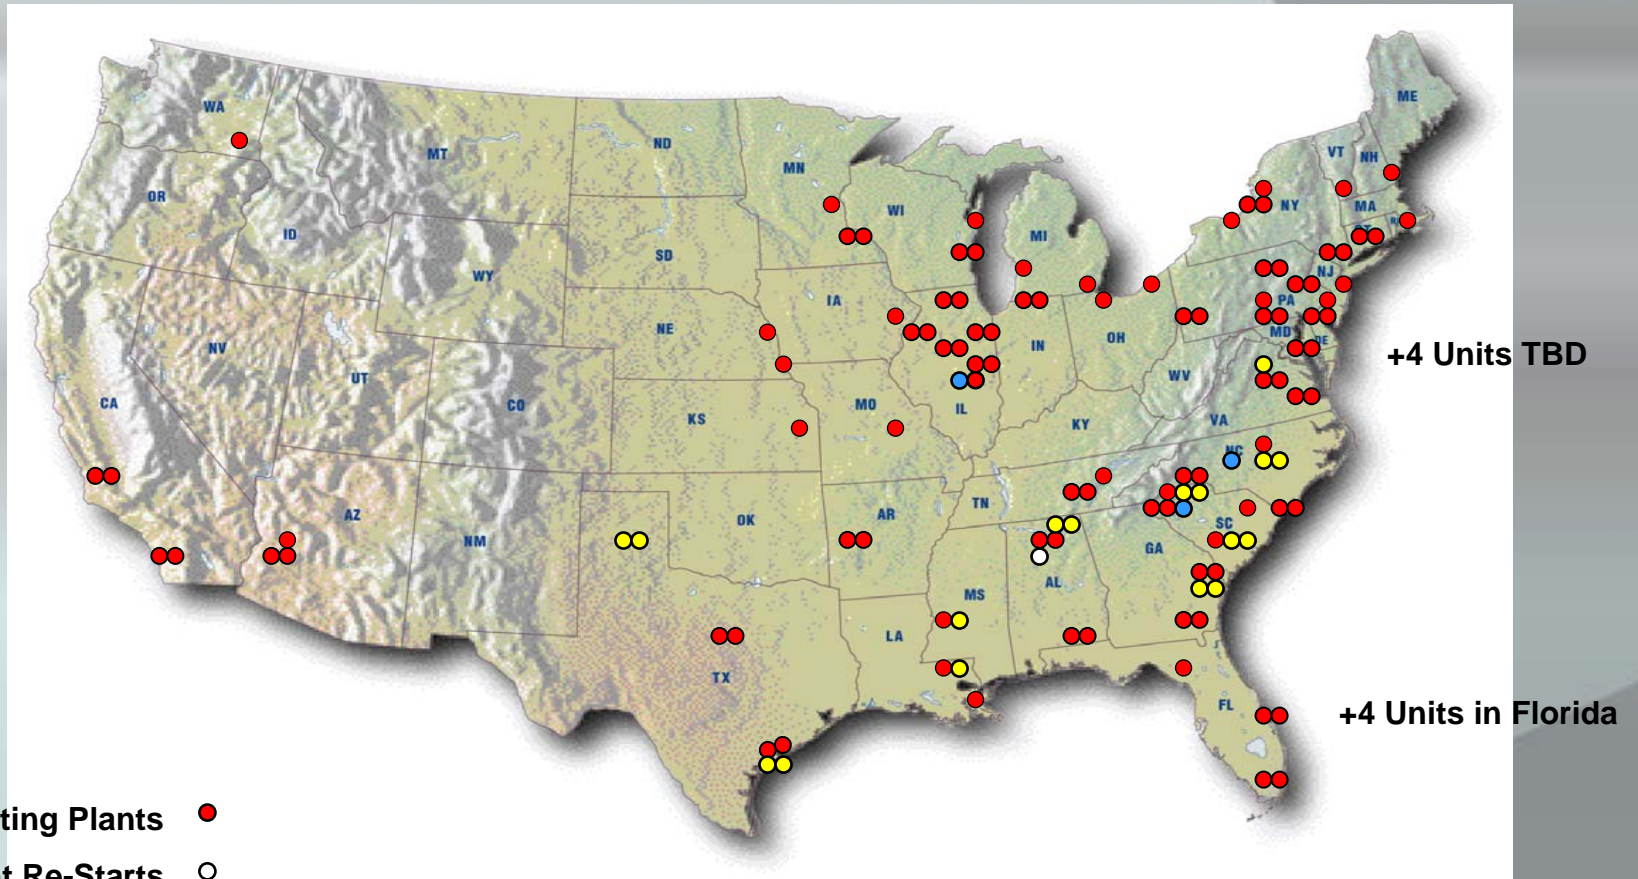 WA
MT
ND
MN
ME
VT
NH
OR
ID
WI
NY
MA
MI
SD
WY
NJ
IA
PA
NE
NV
OH
IN
MD
DE
+4 Units TBD
UT
WV
CA
CO
MO
IL
KS
KY
VA
NC
TN
AZ
OK
AR
SC
NM
GA
AL
MS
LA
TX
FL
+4 Units in Florida
ting Plants
t Re-Starts